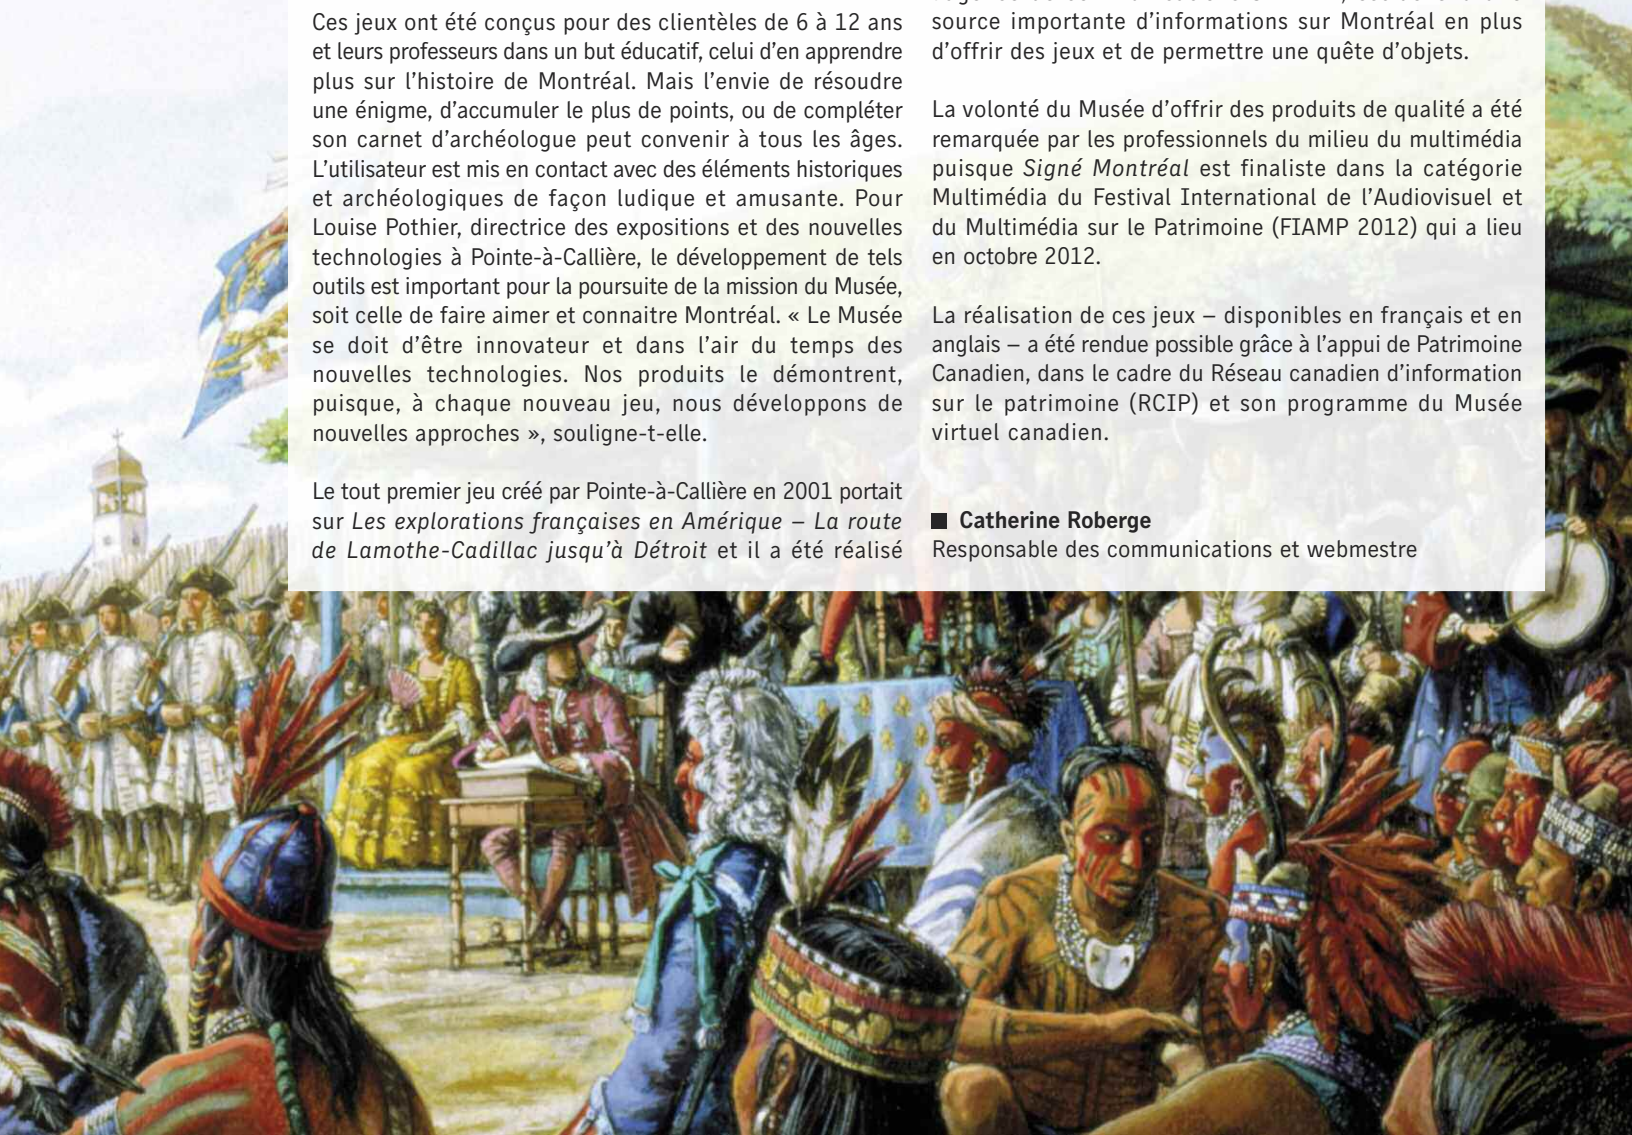 Ces jeux ont été conçus pour des clientèles de 6 à 12 ans
et leurs professeurs dans un but éducatif, celui d’en apprendre
plus sur l’histoire de Montréal. Mais l’envie de résoudre
une énigme, d’accumuler le plus de points, ou de compléter
son carnet d’archéologue peut convenir à tous les âges.
L’utilisateur est mis en contact avec des éléments historiques
et archéologiques de façon ludique et amusante. Pour
Louise Pothier, directrice des expositions et des nouvelles
technologies à Pointe-à-Callière, le développement de tels
outils est important pour la poursuite de la mission du Musée,
soit celle de faire aimer et connaitre Montréal. « Le Musée
se doit d’être innovateur et dans l’air du temps des
nouvelles technologies. Nos produits le démontrent,
puisque, à chaque nouveau jeu, nous développons de
nouvelles approches », souligne-t-elle.
Le tout premier jeu créé par Pointe-à-Callière en 2001 portait
sur Les explorations françaises en Amérique – La route
de Lamothe-Cadillac jusqu’à Détroit et il a été réalisé
source importante d’informations sur Montréal en plus
d’offrir des jeux et de permettre une quête d’objets.
La volonté du Musée d’offrir des produits de qualité a été
remarquée par les professionnels du milieu du multimédia
puisque Signé Montréal est finaliste dans la catégorie
Multimédia du Festival International de l’Audiovisuel et
du Multimédia sur le Patrimoine (FIAMP 2012) qui a lieu
en octobre 2012.
La réalisation de ces jeux – disponibles en français et en
anglais – a été rendue possible grâce à l’appui de Patrimoine
Canadien, dans le cadre du Réseau canadien d’information
sur le patrimoine (RCIP) et son programme du Musée
virtuel canadien.
■ Catherine Roberge
Responsable des communications et webmestre